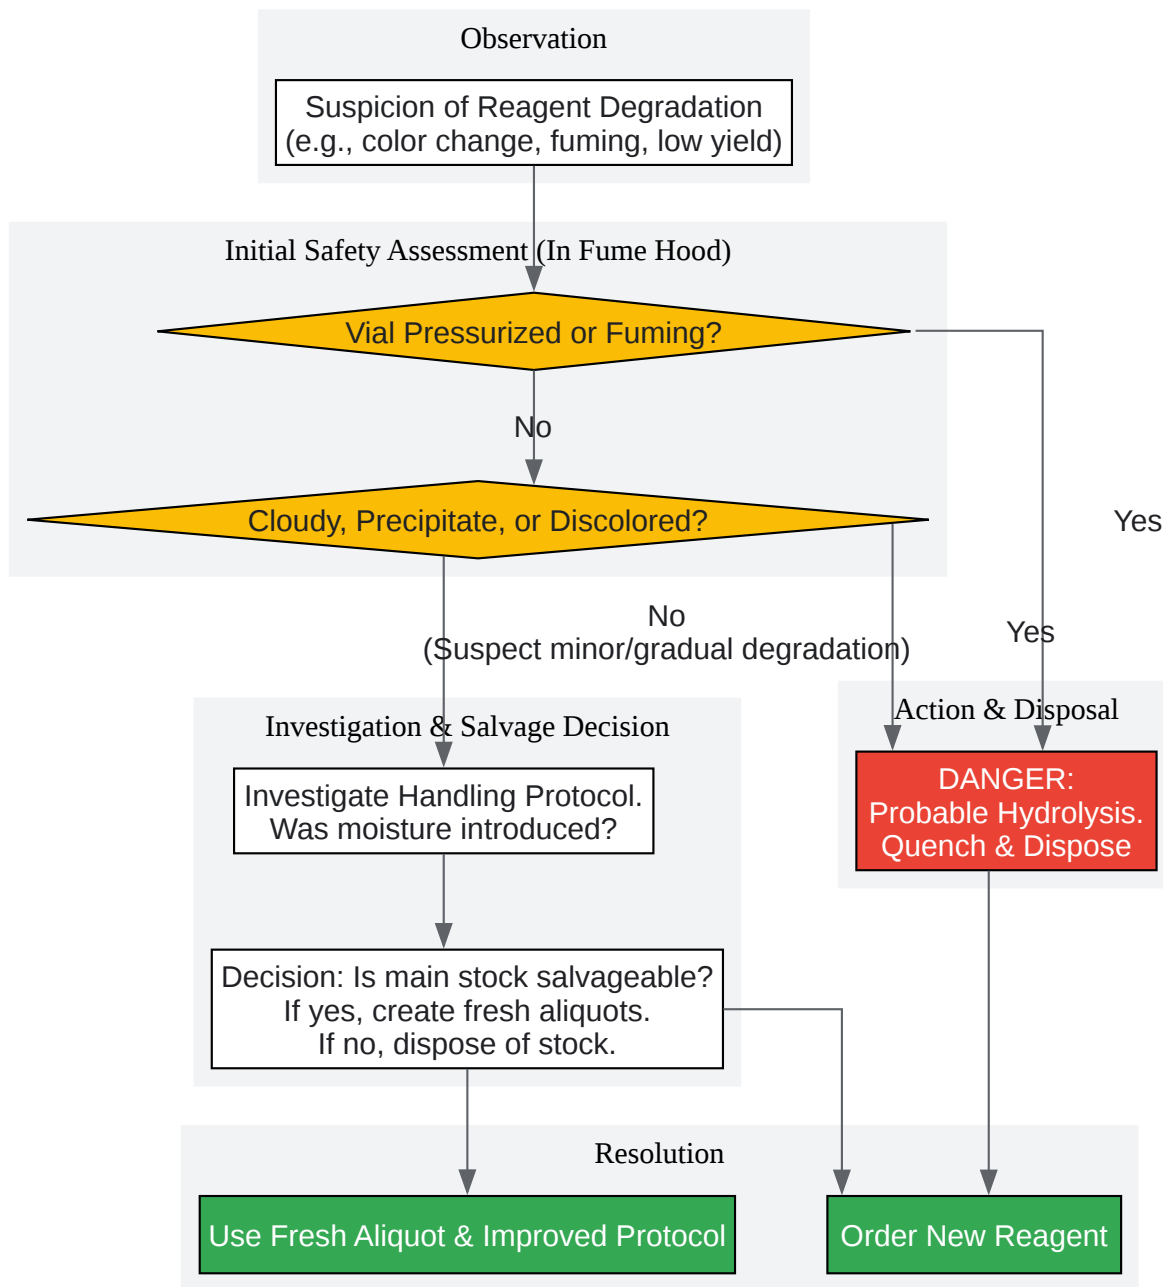 Observation
Suspicion of Reagent Degradation
(e.g., color change, fuming, low yield)
Initial Safety Assessment (In Fume Hood)
Vial Pressurized or Fuming?
No
Cloudy, Precipitate, or Discolored?
Yes
No
(Suspect minor/gradual degradation)
Yes
Investigation & Salvage Decision
Investigate Handling Protocol.
Was moisture introduced?
Action & Disposal
DANGER:
Probable Hydrolysis.
Quench & Dispose
Decision: Is main stock salvageable?
If yes, create fresh aliquots.
If no, dispose of stock.
Resolution
Use Fresh Aliquot & Improved Protocol
Order New Reagent